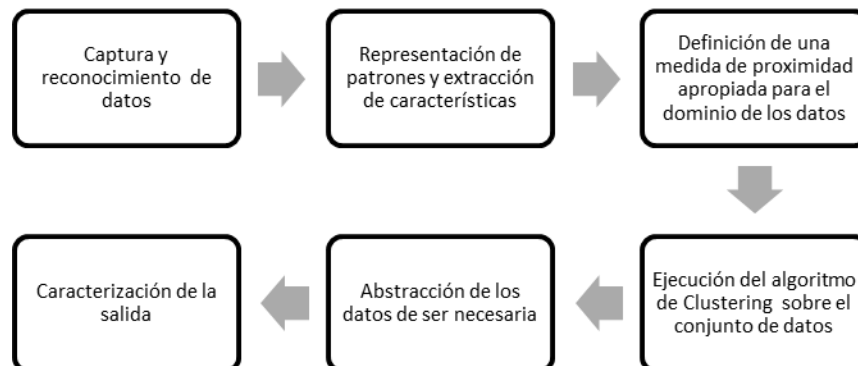 Captura y
reconocimiento de
datos
Representación de
patrones y extracción
de características
Definición de una
medida de proximidad
apropiada para el
dominio de los datos
Ejecución del algoritmo
de Clustering sobre el
conjunto de datos
Abstracción de los
datos de ser necesaria
Caracterización de la
salida